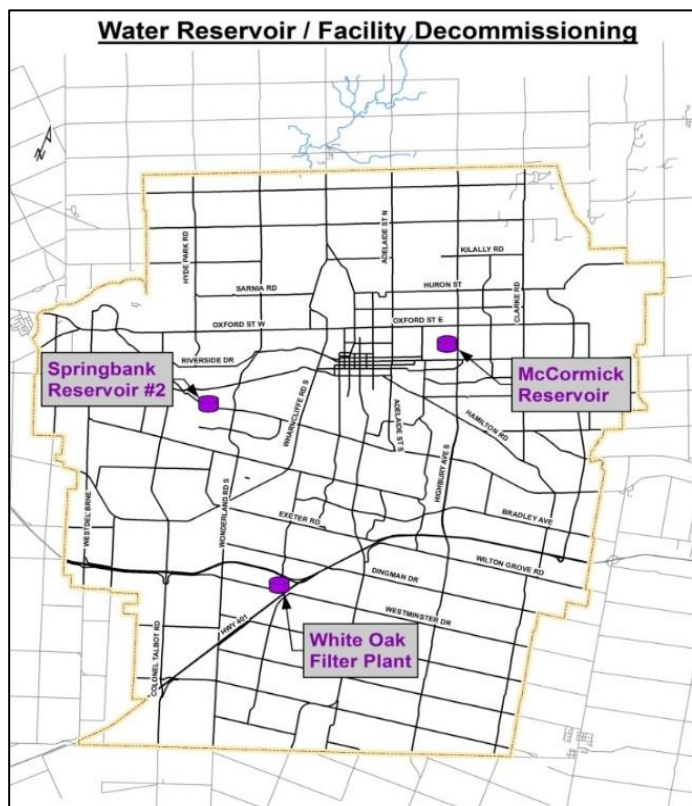 Water Reservoir / Facility Decommissioning
N
HYDE PARK RD
ADELAIDE ST N
KILALLY RD
SARNIA RD
HURON ST
CLARKE RD
OXFORD ST W
OXFORD ST E
RIVERSIDE DR
Springbank
Reservoir #2
McCormick
Reservoir
WHARNCLIFFE RD S
ADELAIDE ST S
HAMILTON RD
HIGHBURY AVE S
WESTDEL BRNE
WONDERLAND RD S
EXETER RD
BRADLEY AVE
WILTON GROVE RD
DINGMAN DR
WESTMINSTER DR
HWY 401
COLONEL TALBOT RD
White Oak
Filter Plant